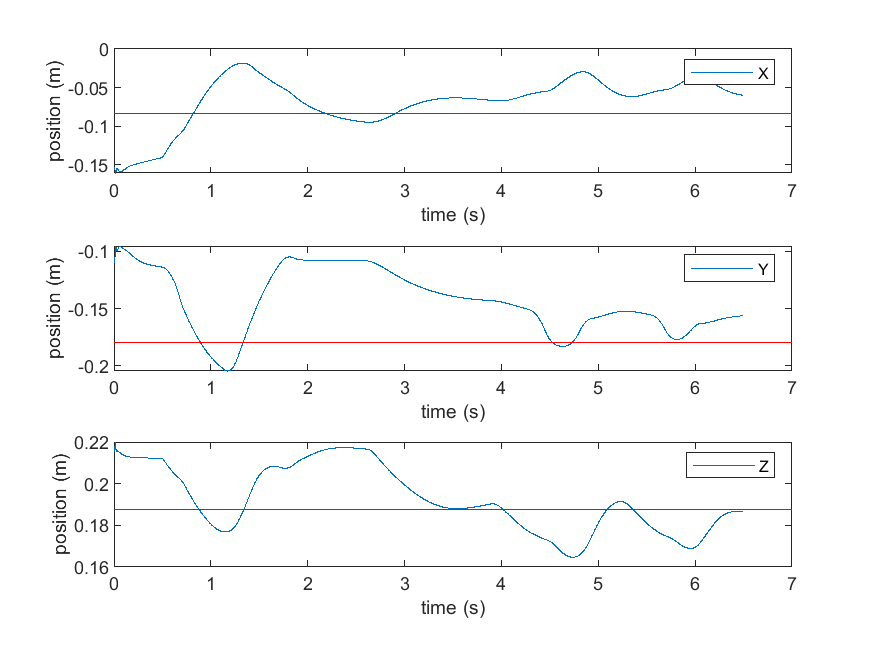 0
-0.05
-0.1
-0.15
position (m)
X
0 1 2 3 4 5 6 7
time (s)
-0.1
-0.15
-0.2
position (m)
Y
0 1 2 3 4 5 6 7
time (s)
0.22
0.2
0.18
0.16
position (m)
Z
0 1 2 3 4 5 6 7
time (s)